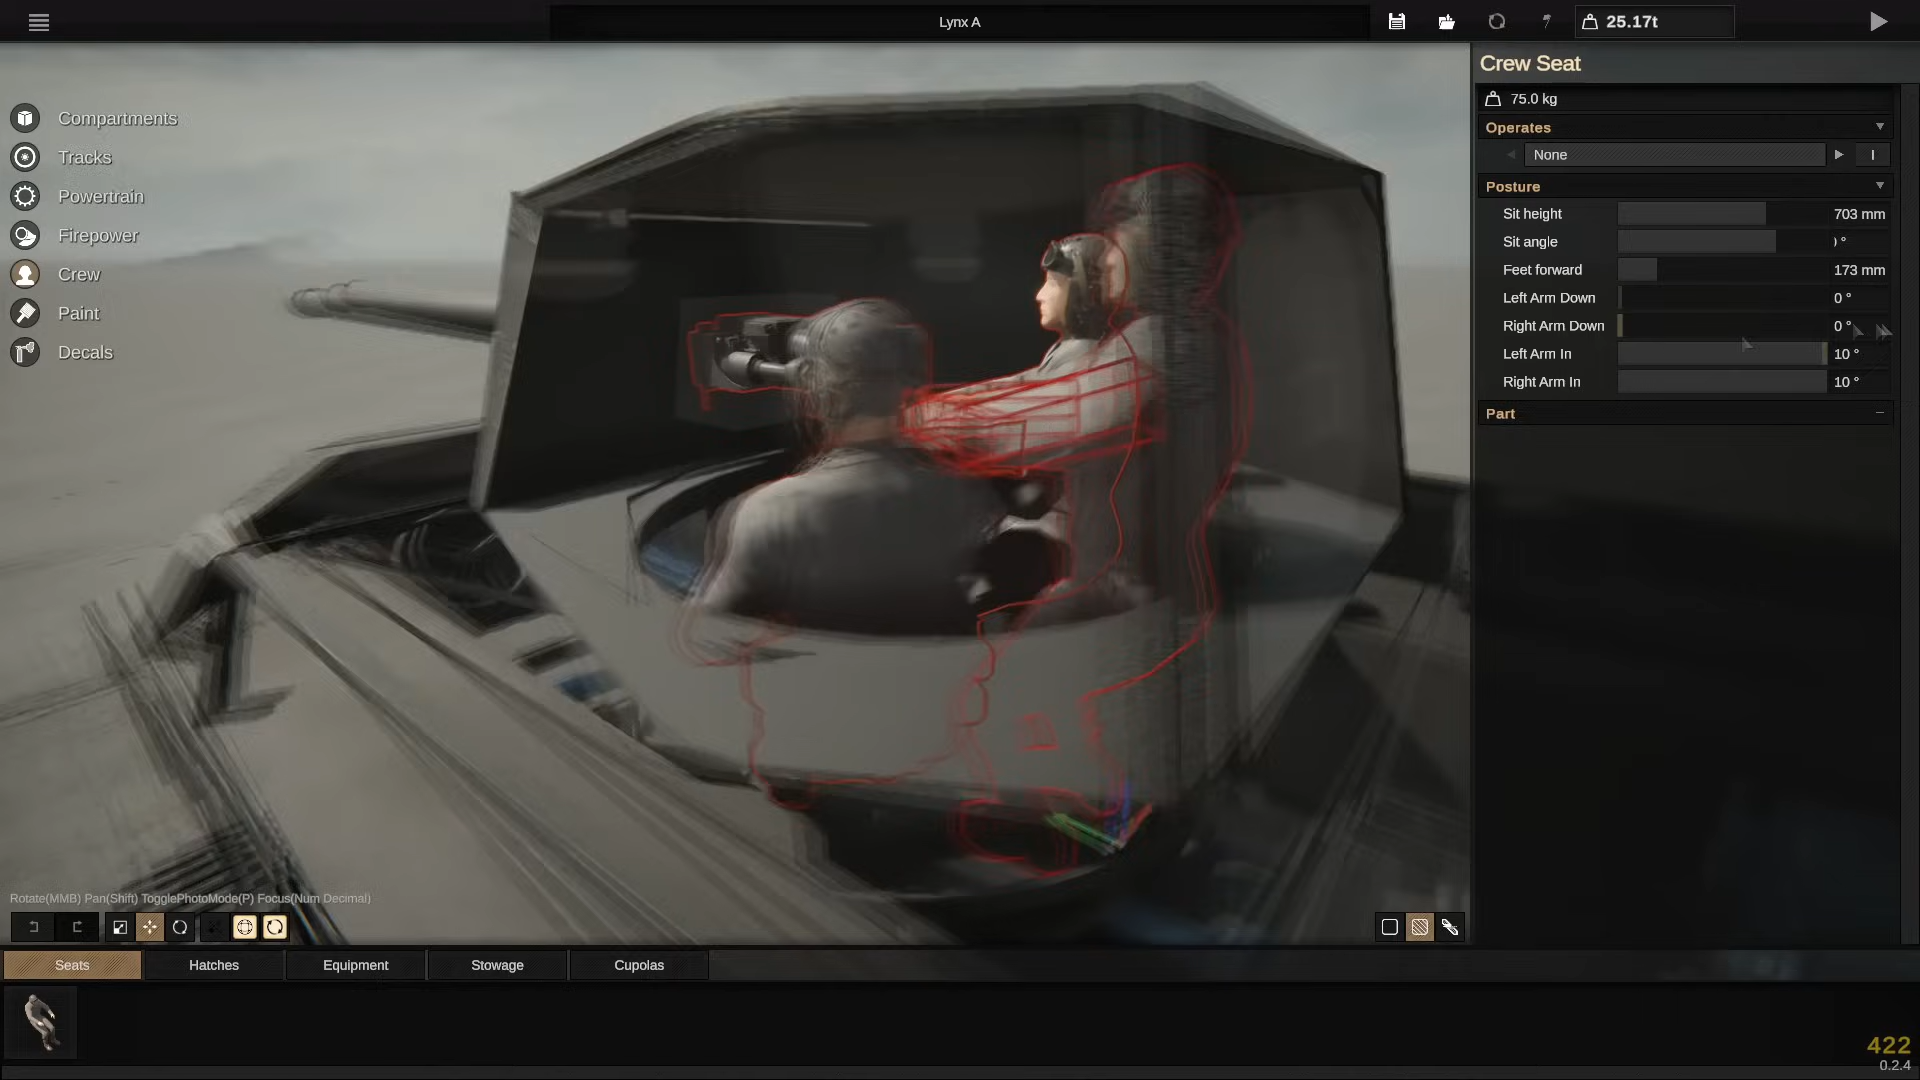 Lynx A
25.17t
Compartments
Tracks
Powertrain
Firepower
Crew
Paint
Decals
Crew Seat
75.0 kg
Operates
None
Posture
Sit height 703 mm
Sit angle °
Feet forward 173 mm
Left Arm Down 0 °
Right Arm Down 0 °
Left Arm In 10 °
Right Arm In 10 °
Part
Rotate(MMB) Pan(Shift) TogglePhotoMode(P) Focus(Num Decimal)
Seats Hatches Equipment Stowage Cupolas
422
0.2.4